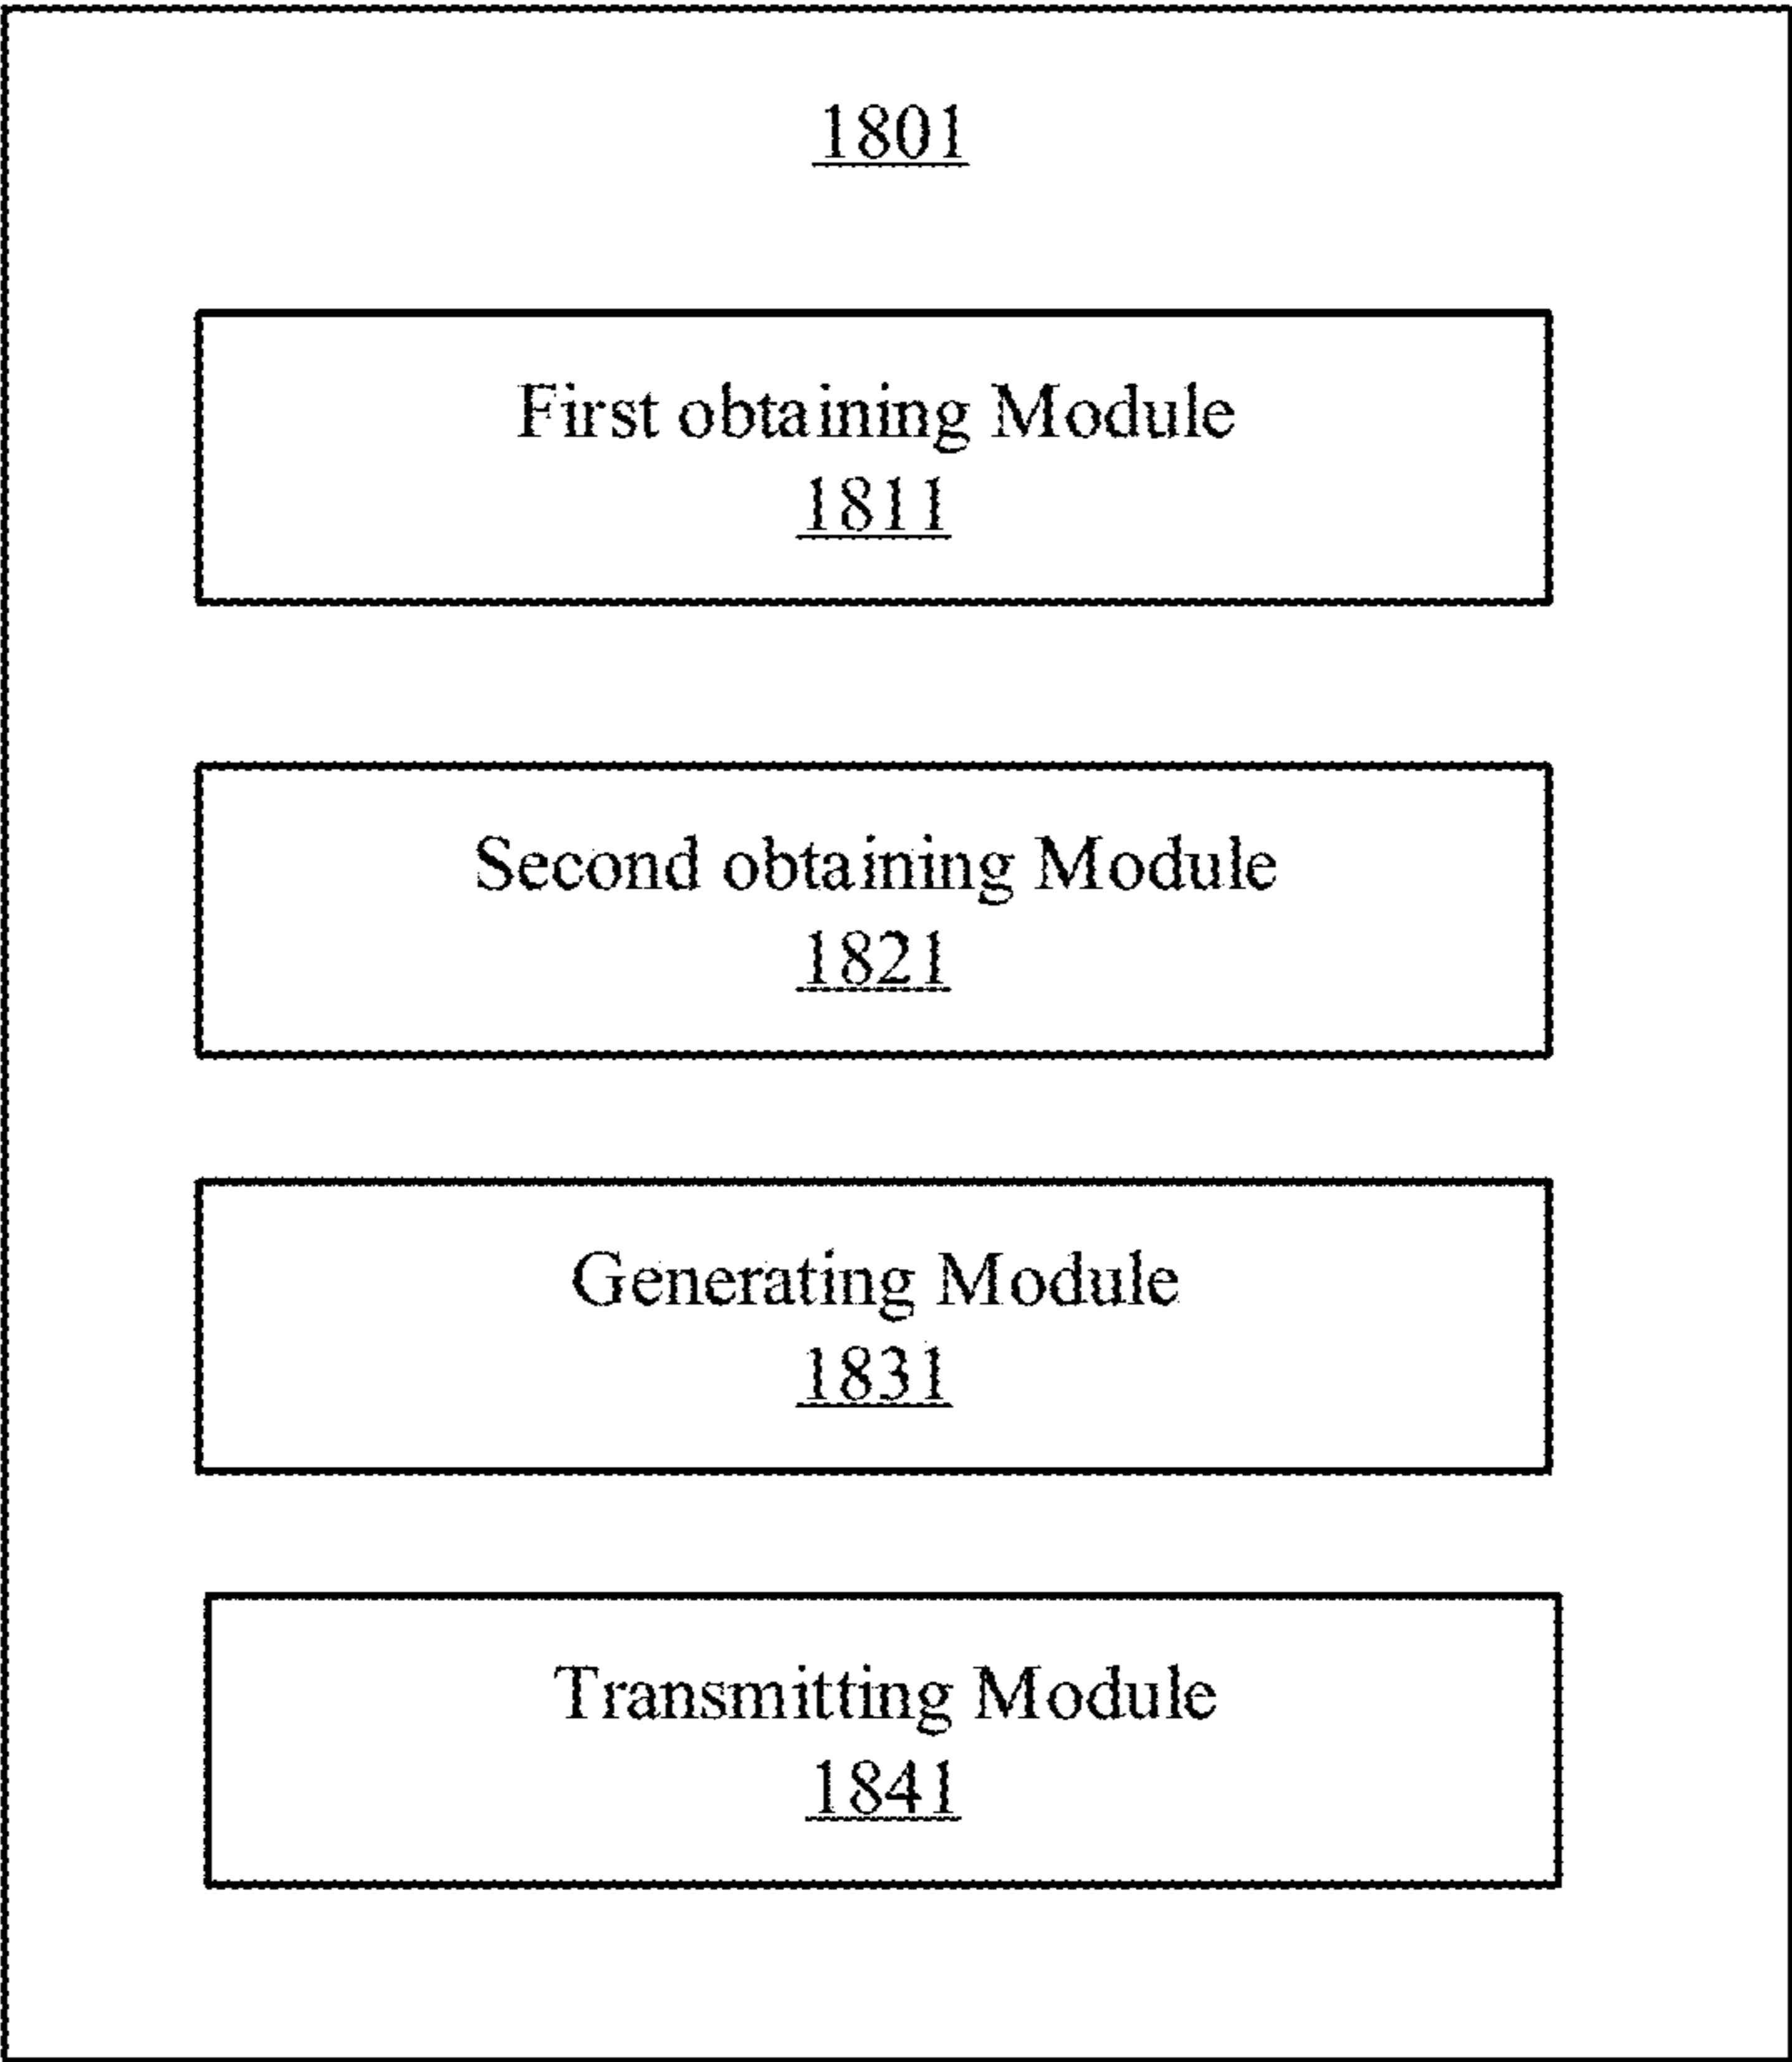 1801
First obtaining Module
1811
Second obtaining Module
1821
Generating Module
1831
Transmitting Module
1841